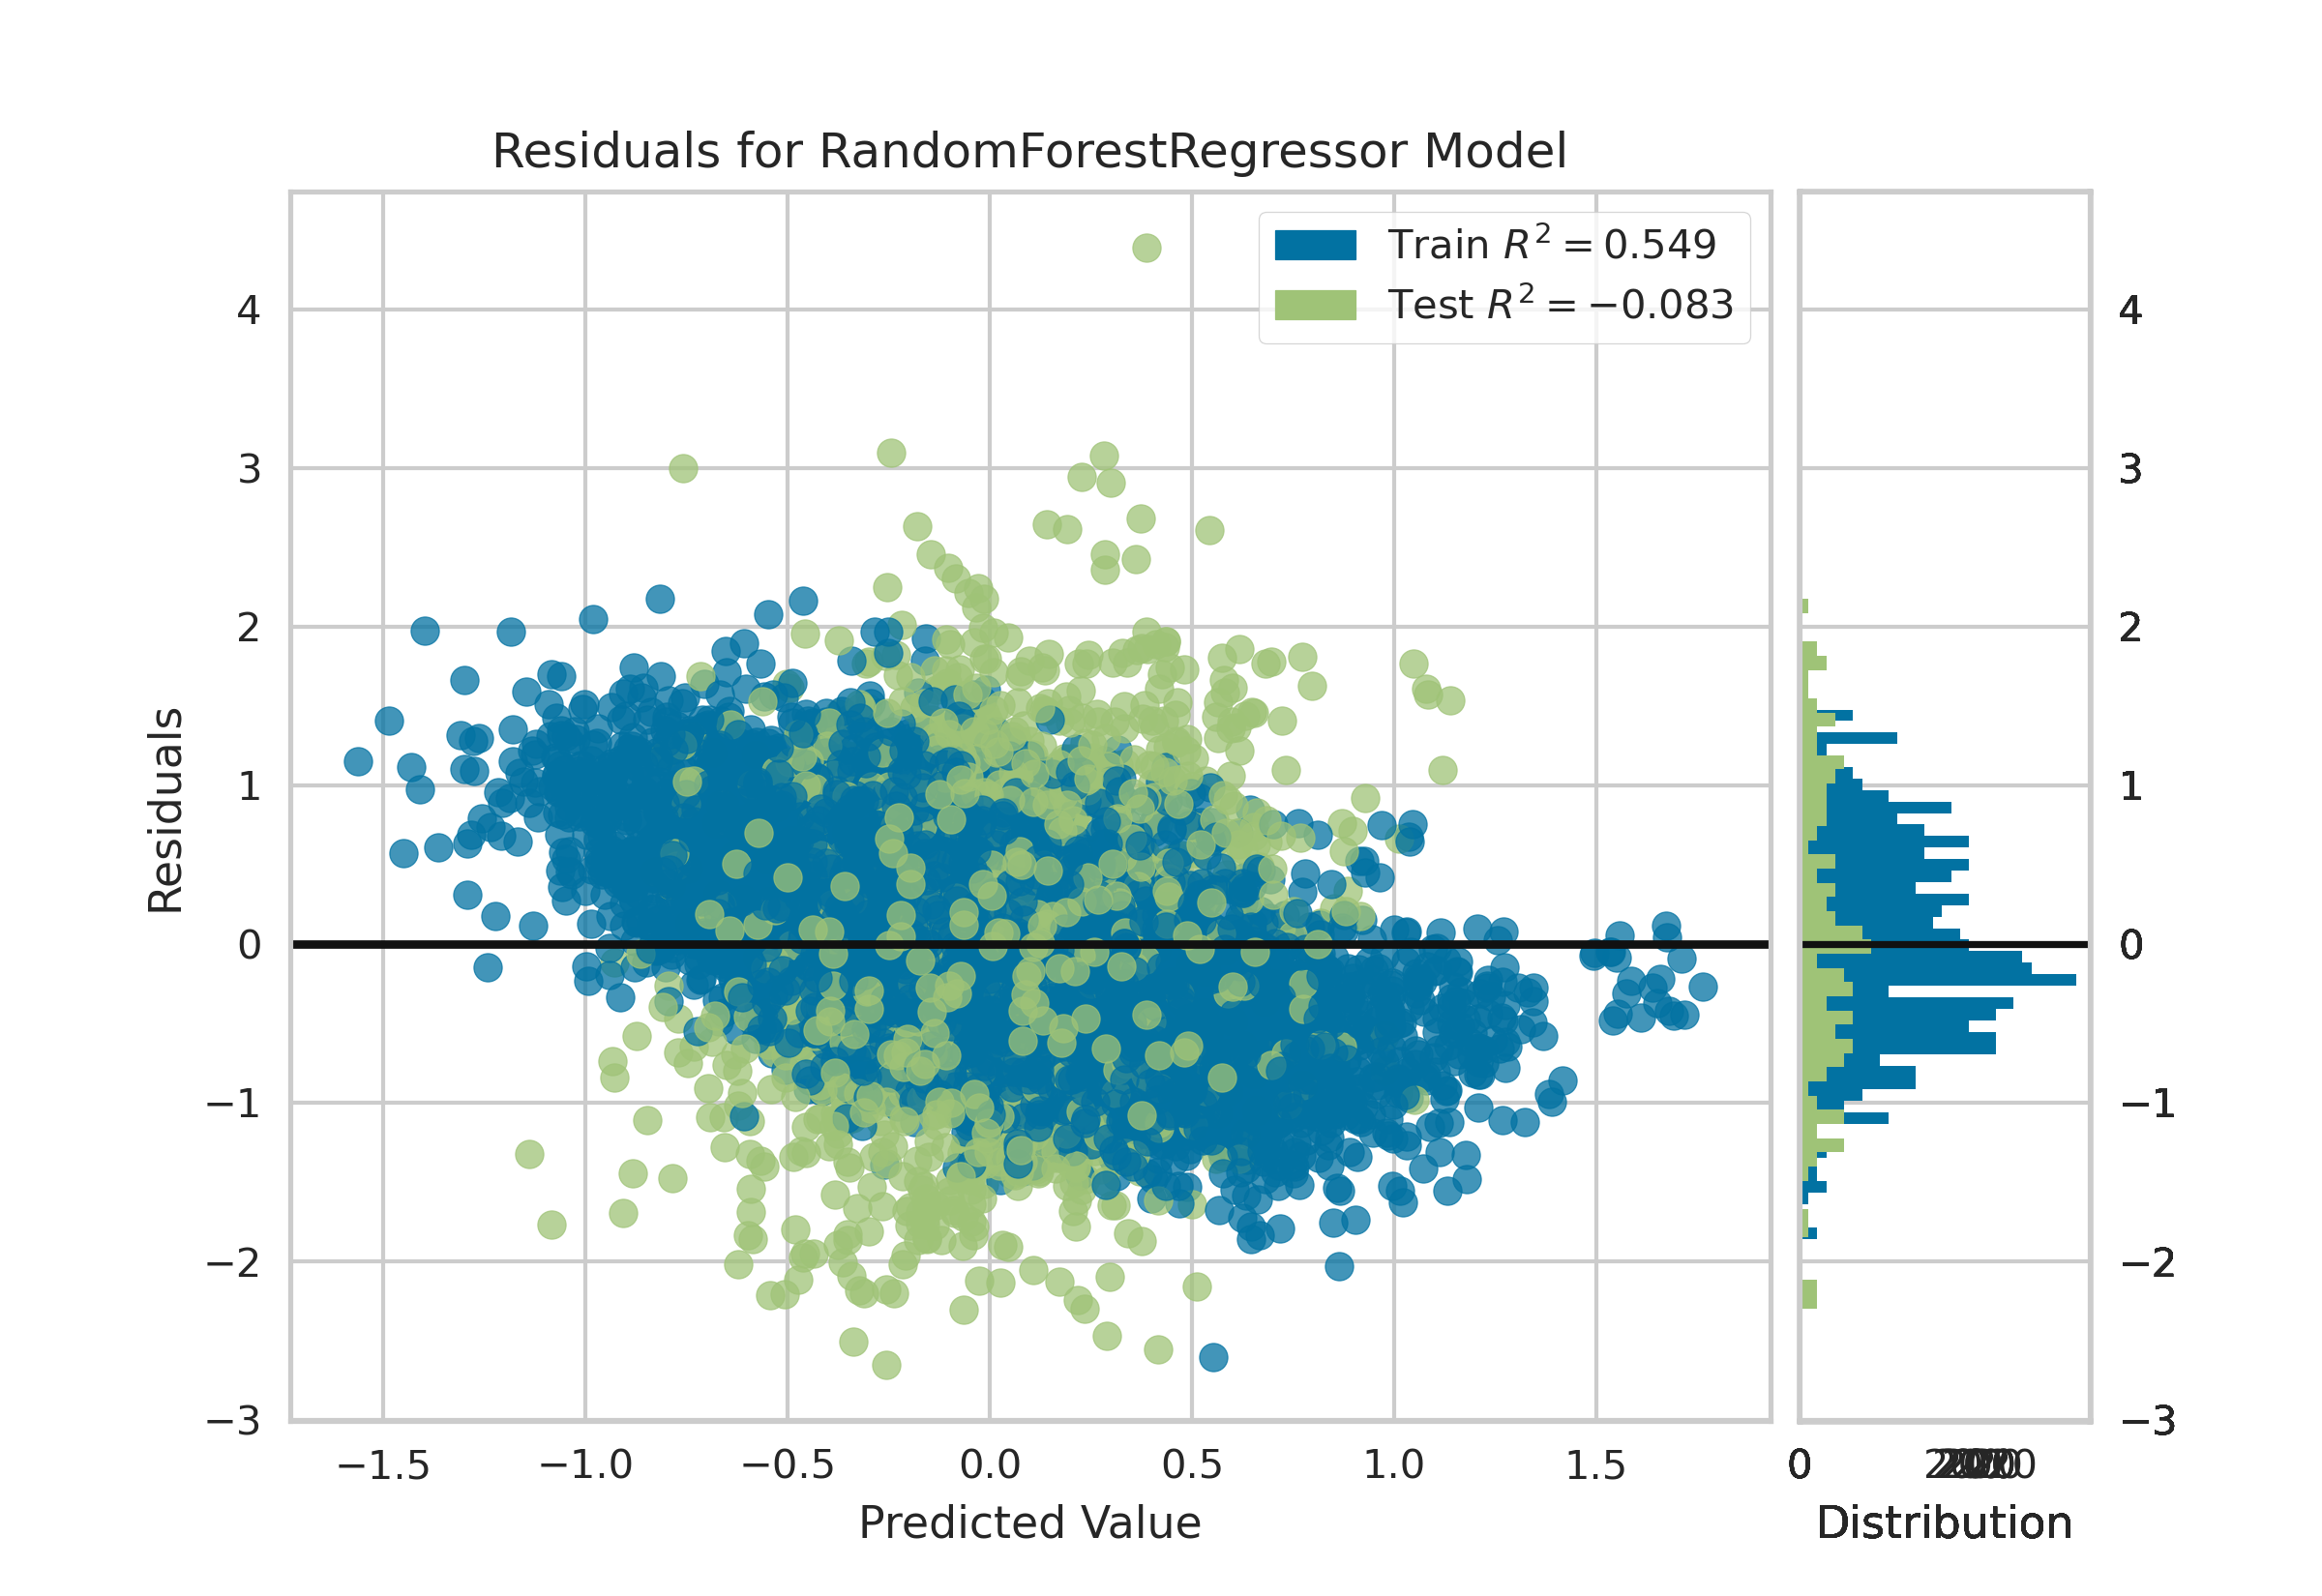 Residuals for RandomForestRegressor Model
Train R² = 0.549
Test R² = −0.083
Residuals
4
3
2
1
0
−1
−2
−3
−1.5 −1.0 −0.5 0.0 0.5 1.0 1.5
Predicted Value
4
3
2
1
0
−1
−2
−3
0
Distribution